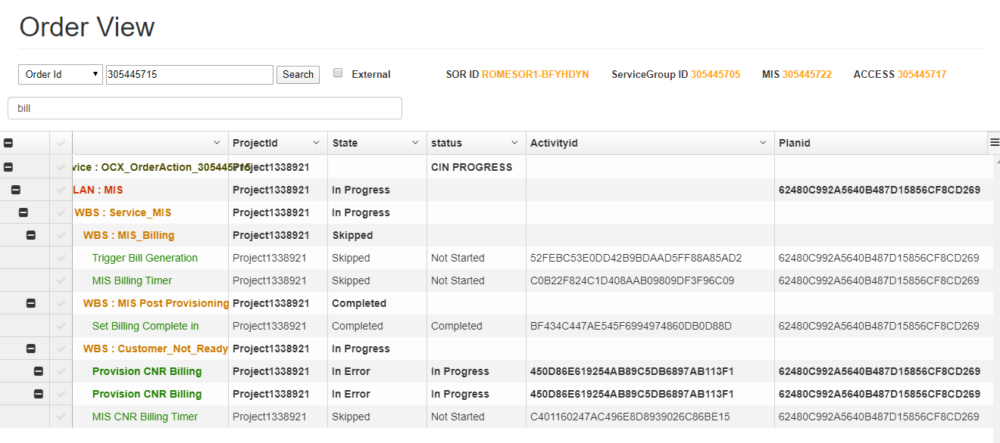 Order View
Order Id 305445715 Search External SOR ID ROMESOR1-BFYHDYN ServiceGroup ID 305445705 MIS 305445722 ACCESS 305445717
bill
ProjectId State status Activityid Planid
vice : OCX_OrderAction_305445715 Project1338921 CIN PROGRESS
LAN : MIS Project1338921 In Progress 62480C992A5640B487D15856CF8CD269
WBS : Service_MIS Project1338921 In Progress
WBS : MIS_Billing Project1338921 Skipped
Trigger Bill Generation Project1338921 Skipped Not Started 52FEBC53E0DD42B9BDAAD5FF88A85AD2 62480C992A5640B487D15856CF8CD269
MIS Billing Timer Project1338921 Skipped Not Started C0B22F824C1D408AAB09809DF3F96C09 62480C992A5640B487D15856CF8CD269
WBS : MIS Post Provisioning Project1338921 Completed
Set Billing Complete in Project1338921 Completed Completed BF434C447AE545F6994974860DB0D88D 62480C992A5640B487D15856CF8CD269
WBS : Customer_Not_Ready Project1338921 In Progress
Provision CNR Billing Project1338921 In Error In Progress 450D86E619254AB89C5DB6897AB113F1 62480C992A5640B487D15856CF8CD269
Provision CNR Billing Project1338921 In Error In Progress 450D86E619254AB89C5DB6897AB113F1 62480C992A5640B487D15856CF8CD269
MIS CNR Billing Timer Project1338921 Skipped Not Started C401160247AC496E8D8939026C86BE15 62480C992A5640B487D15856CF8CD269